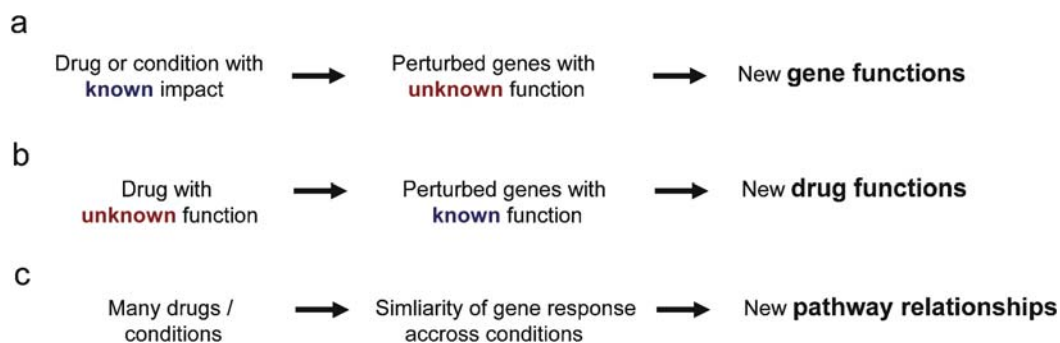 a
Drug or condition with
known impact
Perturbed genes with
unknown function
New gene functions
b
Drug with
unknown function
Perturbed genes with
known function
New drug functions
c
Many drugs /
conditions
Simliarity of gene response
accross conditions
New pathway relationships